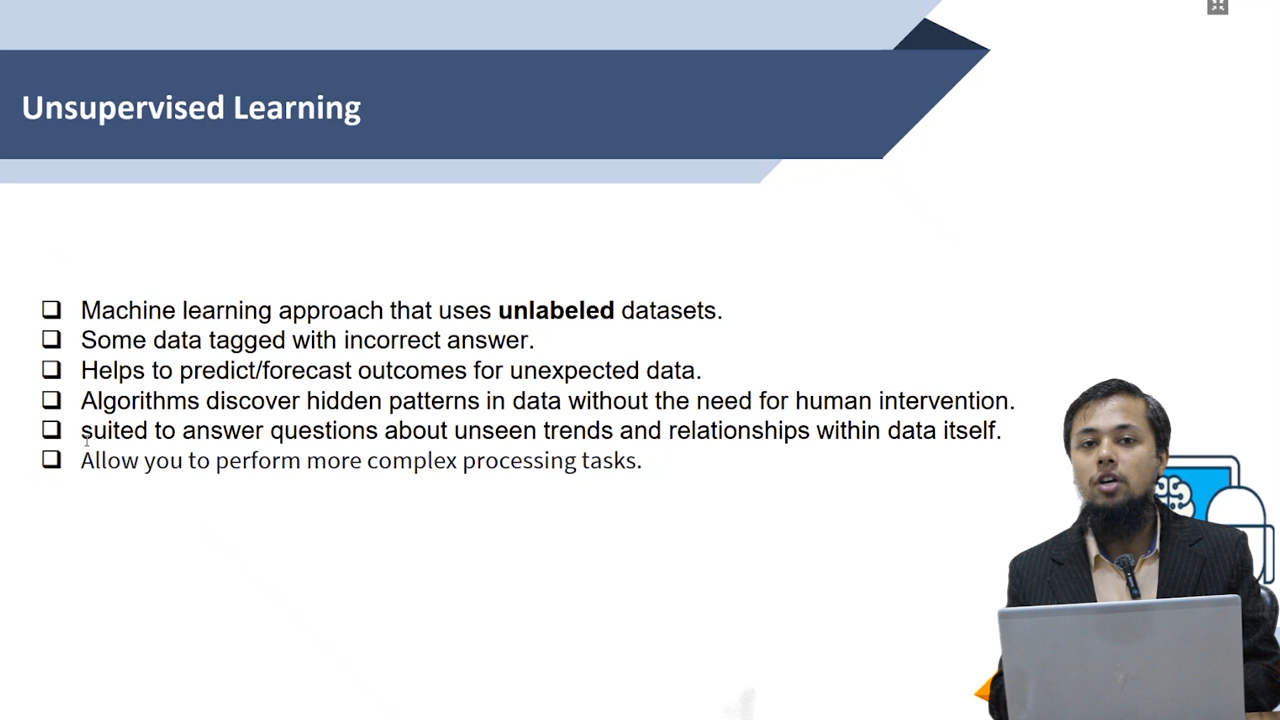 Unsupervised Learning
Machine learning approach that uses unlabeled datasets.
Some data tagged with incorrect answer.
Helps to predict/forecast outcomes for unexpected data.
Algorithms discover hidden patterns in data without the need for human intervention.
suited to answer questions about unseen trends and relationships within data itself.
Allow you to perform more complex processing tasks.